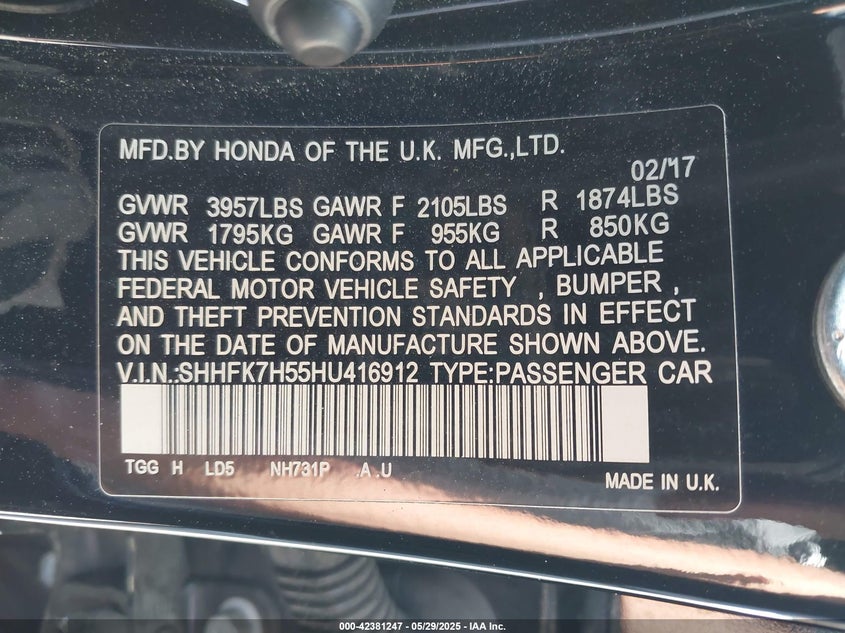 MFD.BY HONDA OF THE U.K. MFG.,LTD.
02/'17
GVWR 3957LBS GAWR F 2105LBS R 1874LBS
GVWR 1795KG GAWR F 955KG R 850KG
THIS VEHICLE CONFORMS TO ALL APPLICABLE
FEDERAL MOTOR VEHICLE SAFETY , BUMPER ,
AND THEFT PREVENTION STANDARDS IN EFFECT
ON THE DATE OF MANUFACTURE SHOWN ABOVE.
V.I.N.:SHHFK7H55HU416912 TYPE:PASSENGER CAR
TGG H LD5 NH731P .A .U
MADE IN U.K.
000-42381247 - 05/29/2025 - IAA Inc.